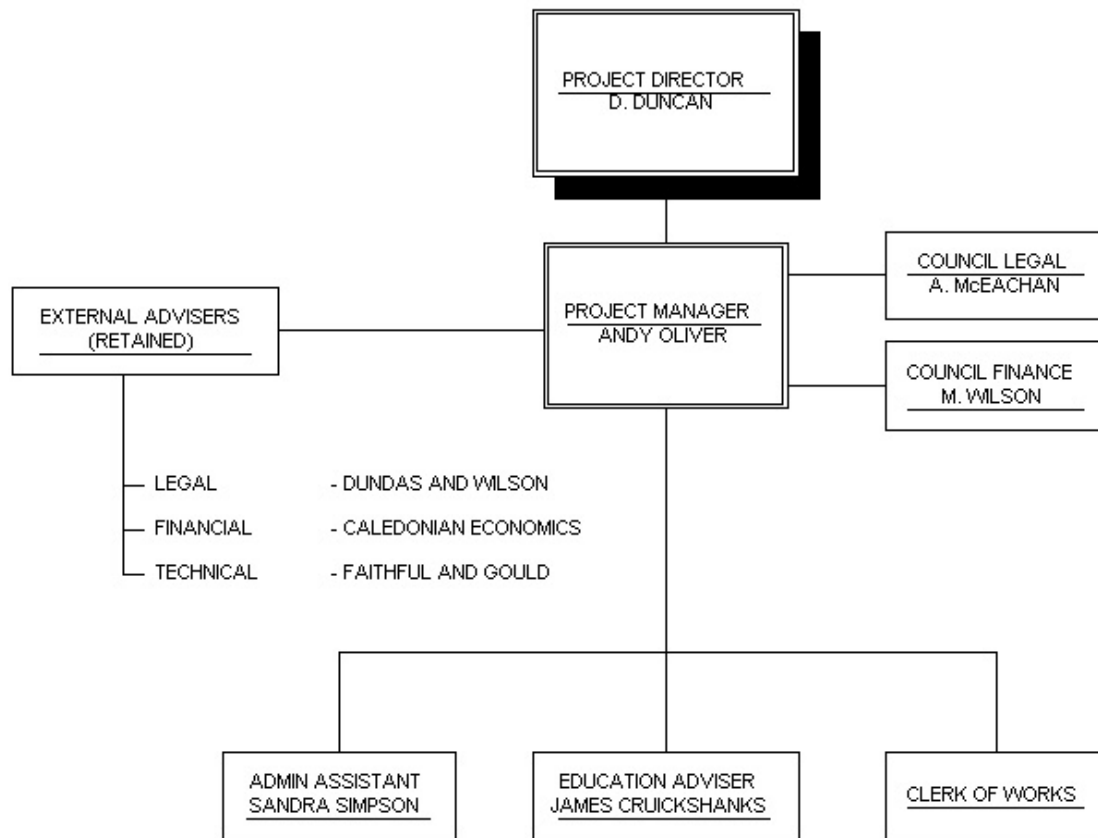 PROJECT DIRECTOR
D. DUNCAN
COUNCIL LEGAL
A. McEACHAN
EXTERNAL ADVISERS
(RETAINED)
PROJECT MANAGER
ANDY OLIVER
COUNCIL FINANCE
M. WILSON
LEGAL - DUNDAS AND WILSON
FINANCIAL - CALEDONIAN ECONOMICS
TECHNICAL - FAITHFUL AND GOULD
ADMIN ASSISTANT
SANDRA SIMPSON
EDUCATION ADVISER
JAMES CRUICKSHANKS
CLERK OF WORKS